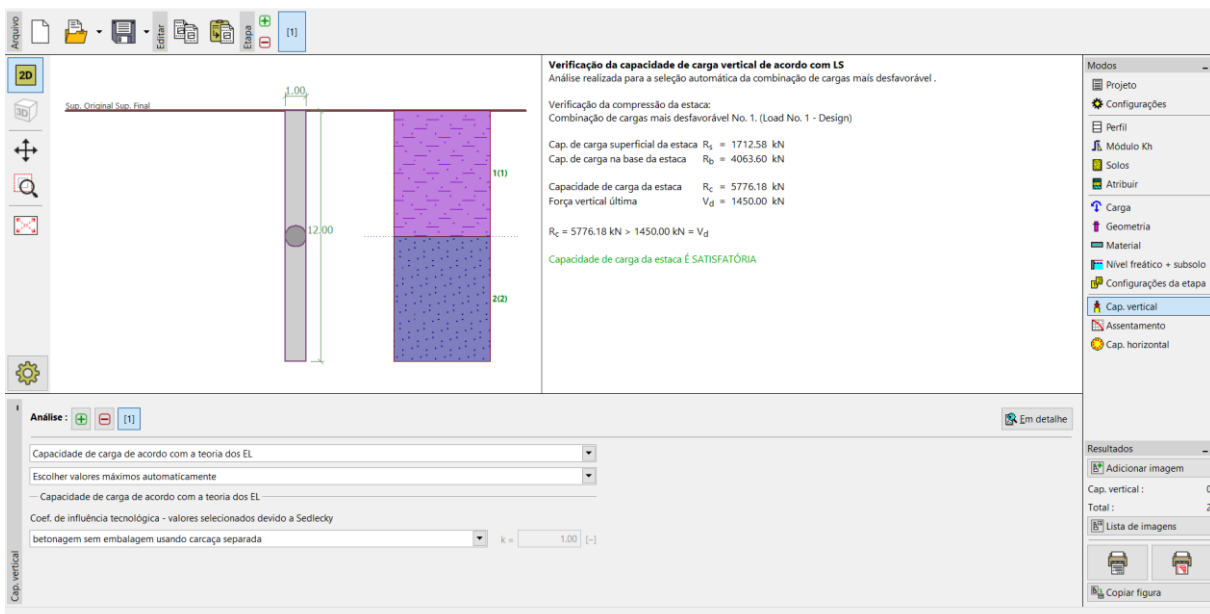 Arquivo
Editar
Etapa
[1]
2D
3D
Sup. Original Sup. Final
1.00
12.00
1(1)
2(2)
Verificação da capacidade de carga vertical de acordo com LS
Análise realizada para a seleção automática da combinação de cargas mais desfavorável .
Verificação da compressão da estaca:
Combinação de cargas mais desfavorável No. 1. (Load No. 1 - Design)
Cap. de carga superficial da estaca Rs = 1712.58 kN
Cap. de carga na base da estaca Rb = 4063.60 kN
Capacidade de carga da estaca Rc = 5776.18 kN
Força vertical última Vd = 1450.00 kN
Rc = 5776.18 kN > 1450.00 kN = Vd
Capacidade de carga da estaca É SATISFATÓRIA
Modos
Projeto
Configurações
Perfil
Módulo Kh
Solos
Atribuir
Carga
Geometria
Material
Nível freático + subsolo
Configurações da etapa
Cap. vertical
Assentamento
Cap. horizontal
Cap. vertical
Análise : [1]
Em detalhe
Capacidade de carga de acordo com a teoria dos EL
Escolher valores máximos automaticamente
Capacidade de carga de acordo com a teoria dos EL
Coef. de influência tecnológica - valores selecionados devido a Sedlecky
betonagem sem embalagem usando carcaça separada k = 1.00 [–]
Resultados
Adicionar imagem
Cap. vertical : 0
Total : 2
Lista de imagens
Copiar figura